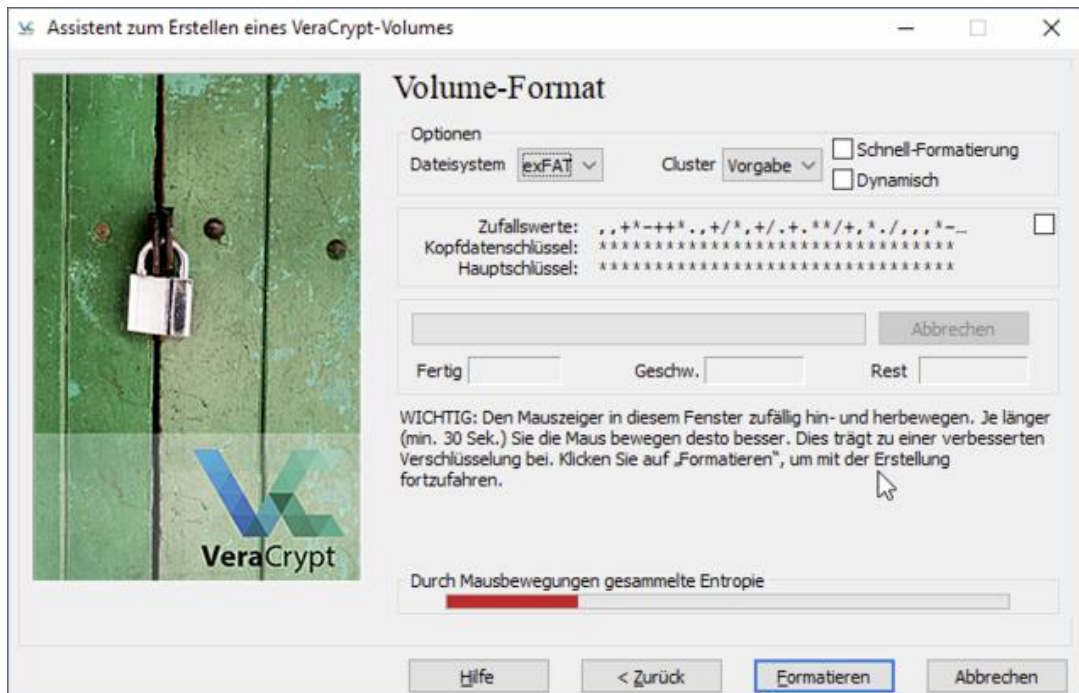 Assistent zum Erstellen eines VeraCrypt-Volumes
Volume-Format
Optionen
Dateisystem exFAT Cluster Vorgabe Schnell-Formatierung
Dynamisch
Zufallswerte: ,,+*-++*.,+/*,+/.+.**/+,*./,,,*-…
Kopfdatenschlüssel: ********************************
Hauptschlüssel: ********************************
Abbrechen
Fertig Geschw. Rest
WICHTIG: Den Mauszeiger in diesem Fenster zufällig hin- und herbewegen. Je länger
(min. 30 Sek.) Sie die Maus bewegen desto besser. Dies trägt zu einer verbesserten
Verschlüsselung bei. Klicken Sie auf „Formatieren”, um mit der Erstellung
fortzufahren.
VeraCrypt
Durch Mausbewegungen gesammelte Entropie
Hilfe < Zurück Formatieren Abbrechen